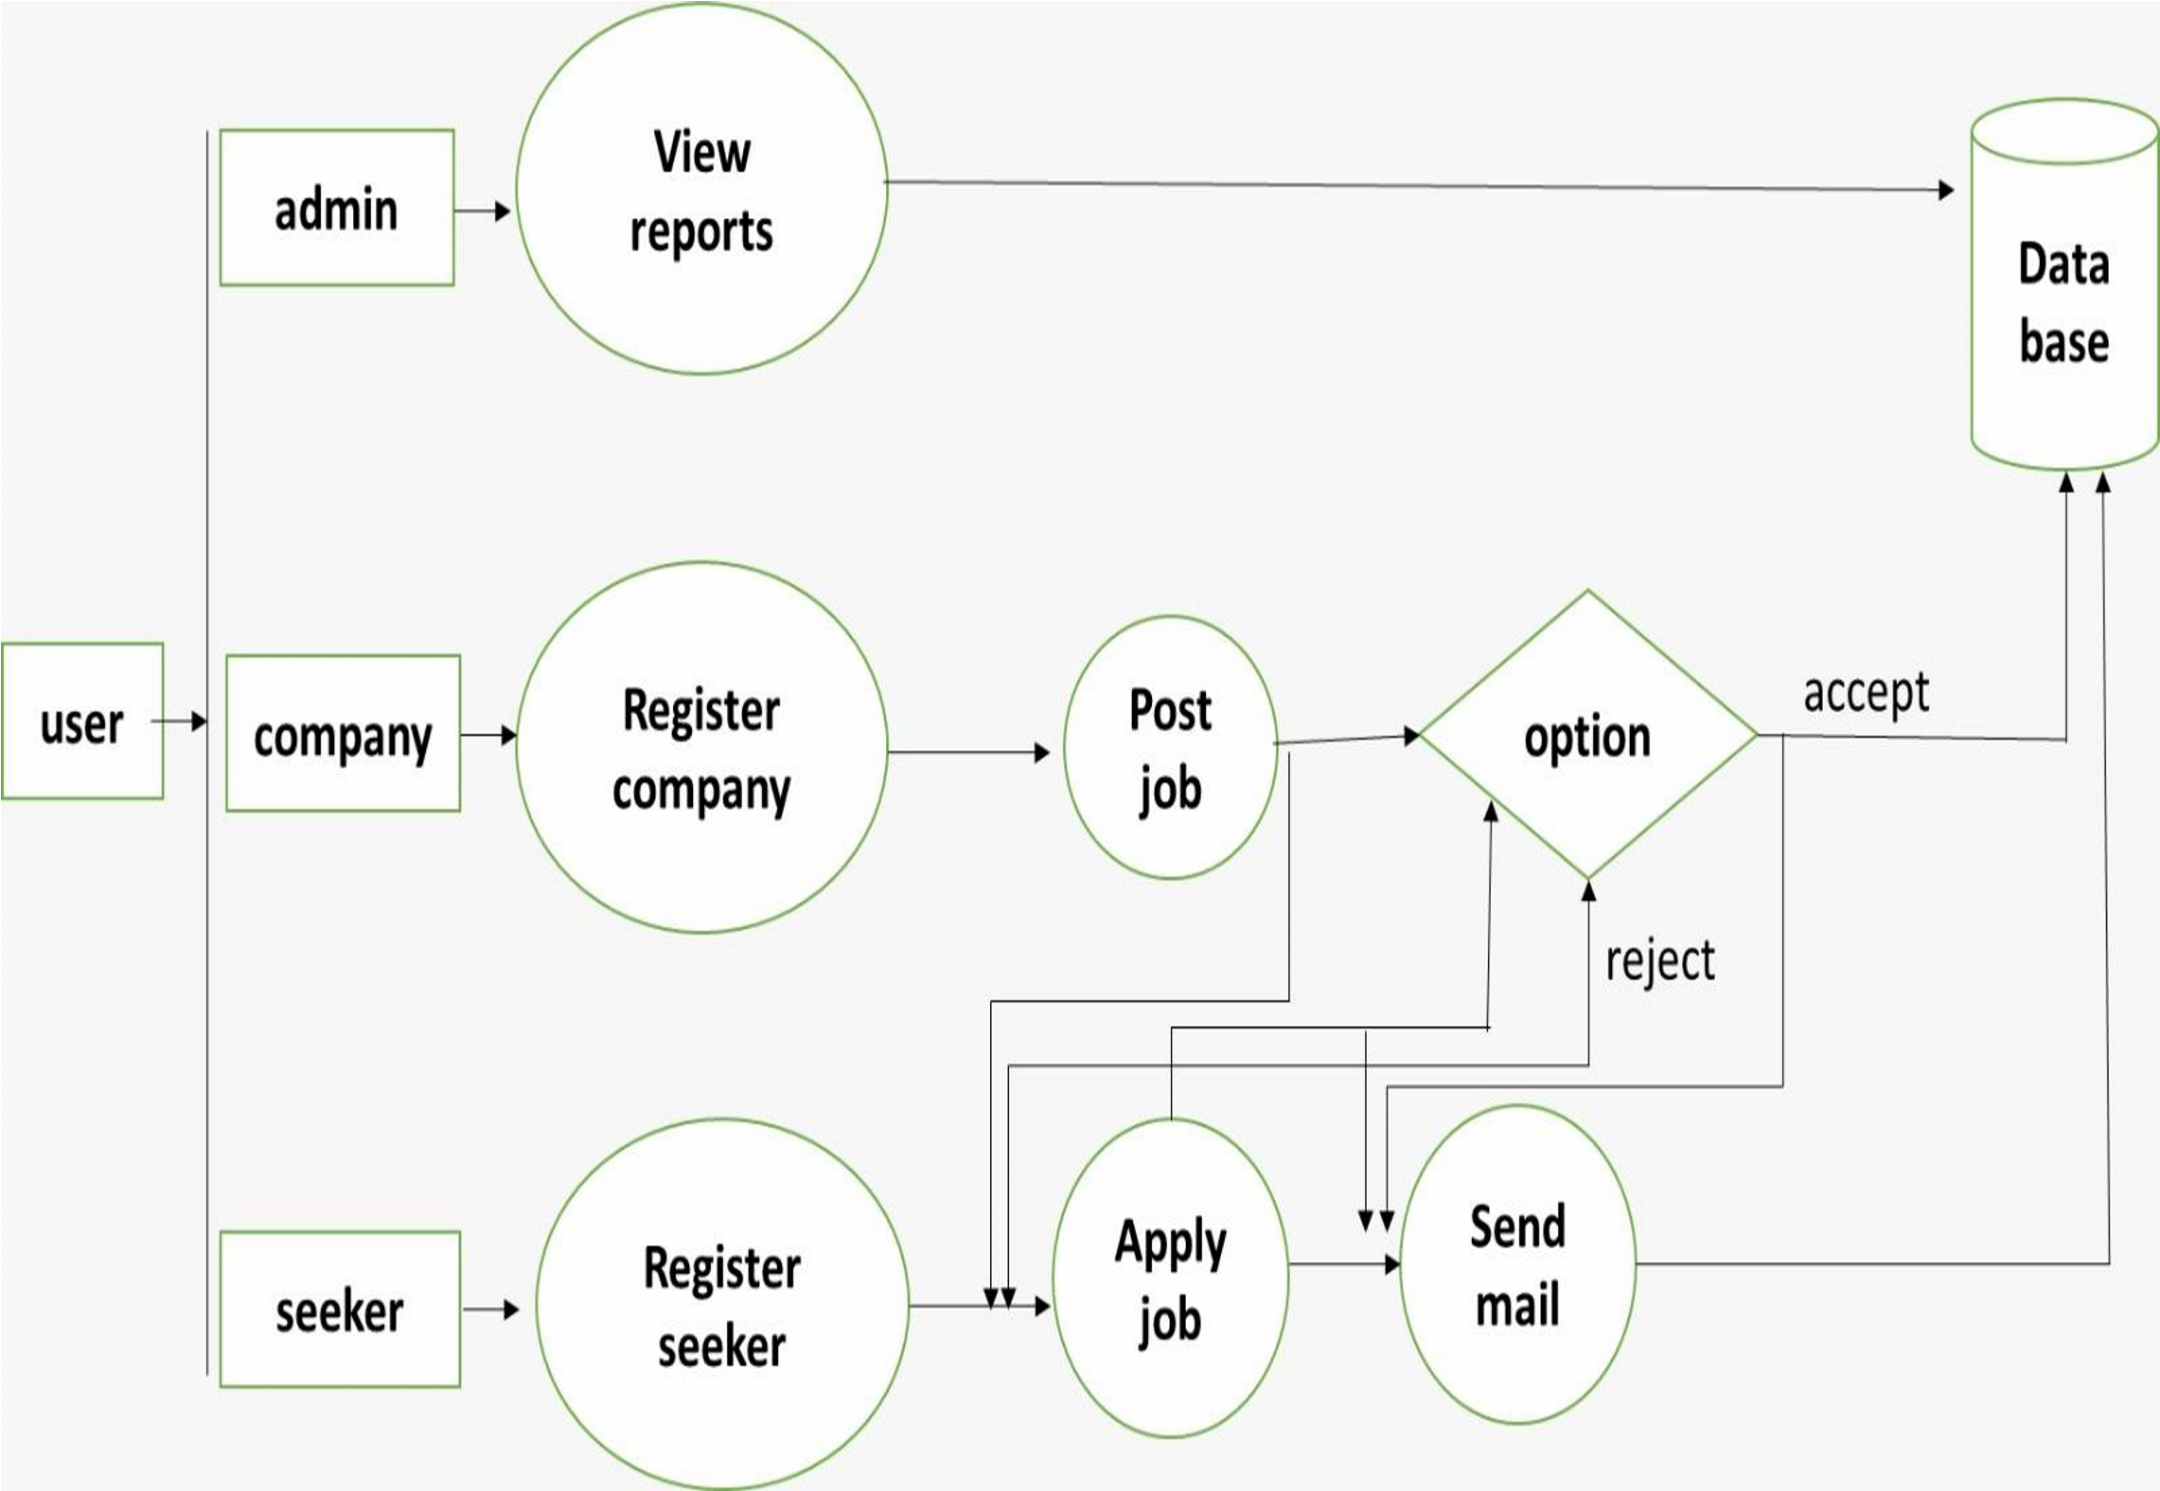 View
reports
admin
Data
base
user
company
Register
company
Post
job
option
accept
reject
seeker
Register
seeker
Apply
job
Send
mail